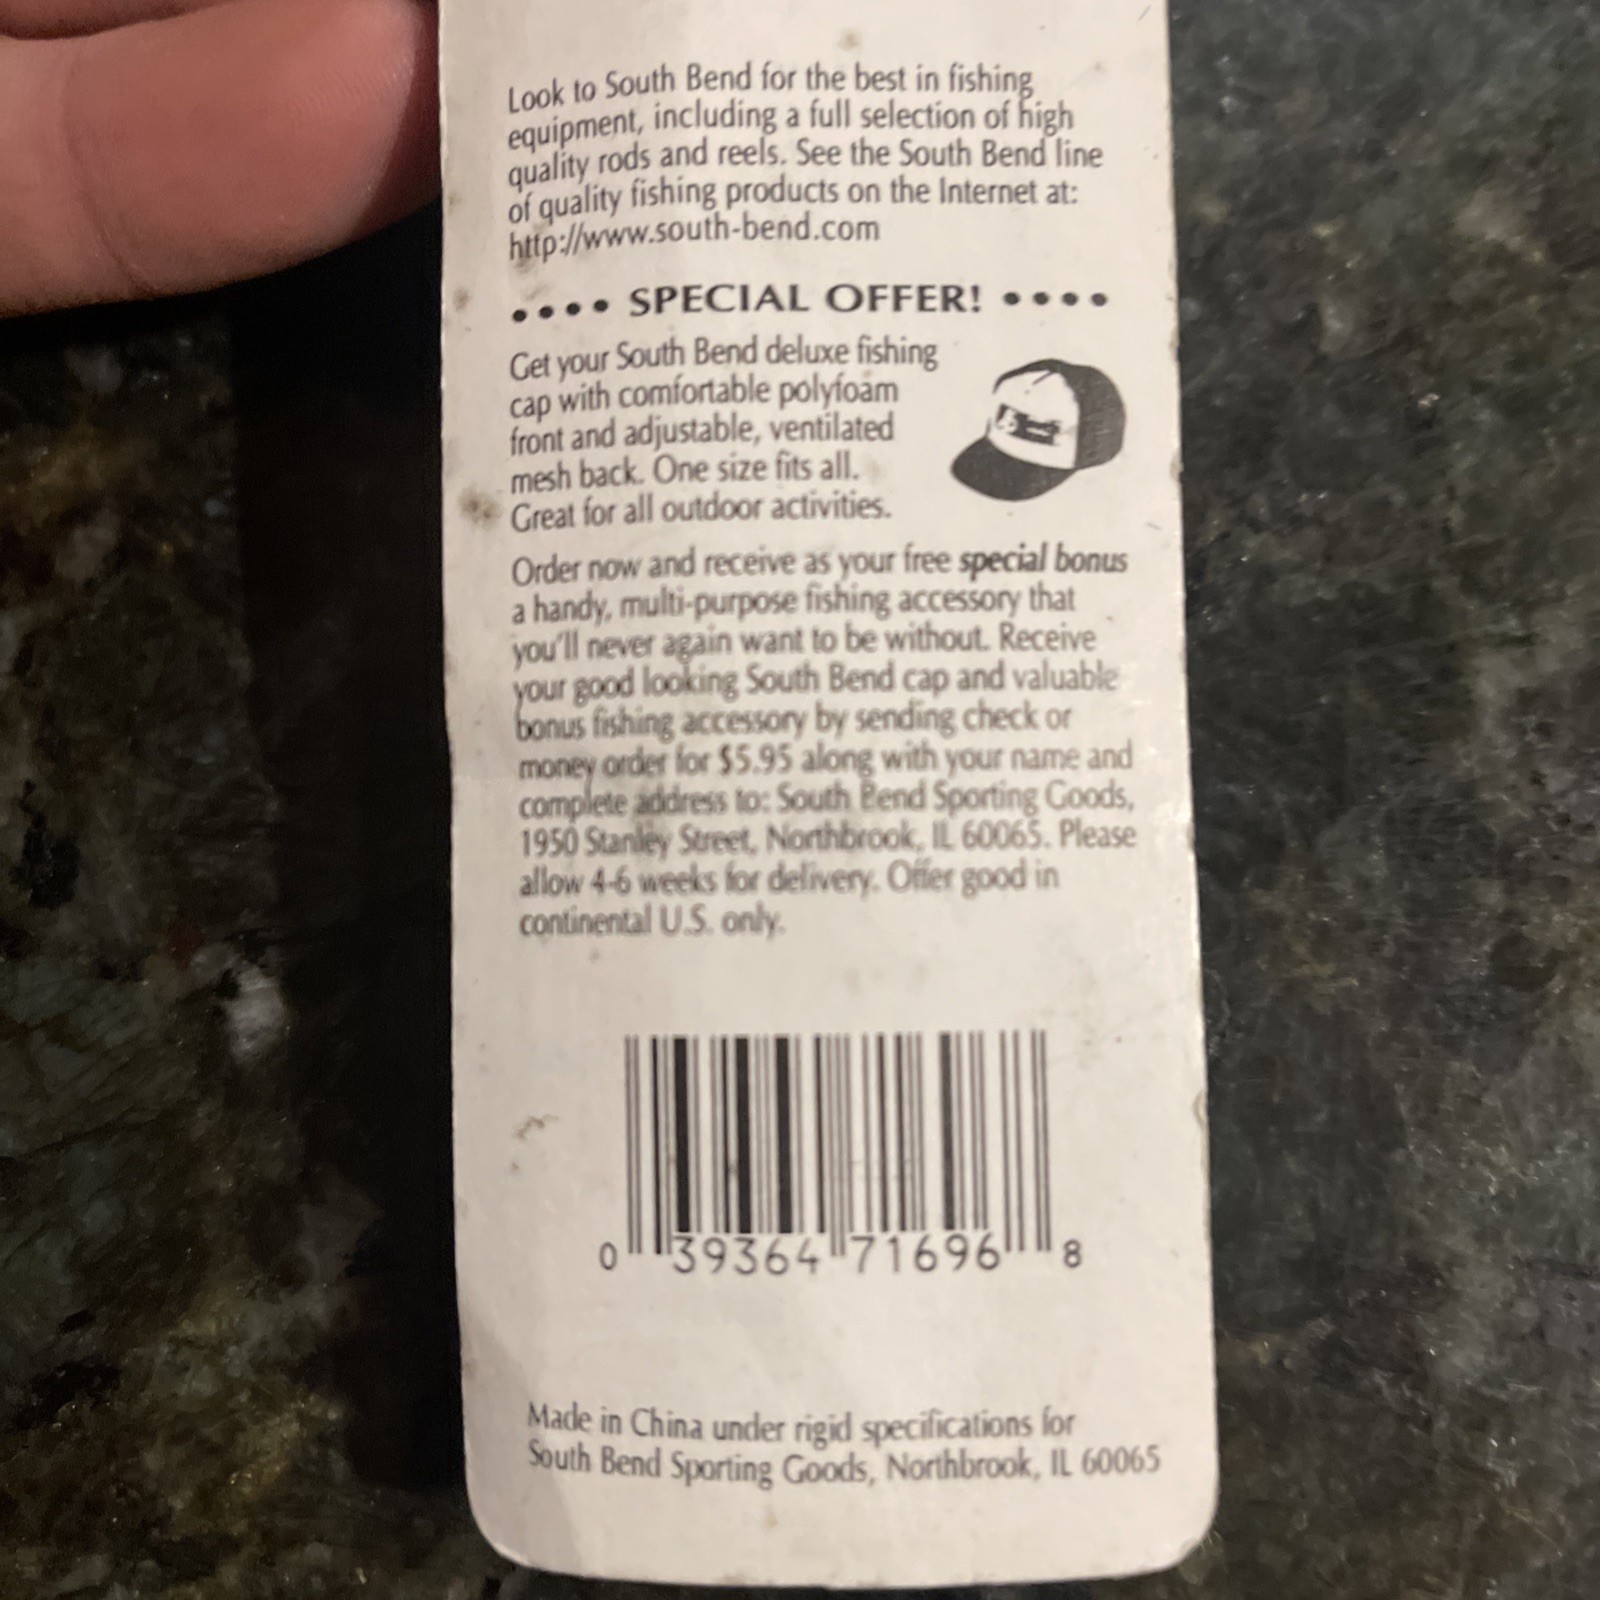 Look to South Bend for the best in fishing
equipment, including a full selection of high
quality rods and reels. See the South Bend line
of quality fishing products on the Internet at:
http://www.south-bend.com
•••• SPECIAL OFFER! ••••
Get your South Bend deluxe fishing
cap with comfortable polyfoam
front and adjustable, ventilated
mesh back. One size fits all.
Great for all outdoor activities.
Order now and receive as your free special bonus
a handy, multi-purpose fishing accessory that
you'll never again want to be without. Receive
your good looking South Bend cap and valuable
bonus fishing accessory by sending check or
money order for $5.95 along with your name and
complete address to: South Bend Sporting Goods,
1950 Stanley Street, Northbrook, IL 60065. Please
allow 4-6 weeks for delivery. Offer good in
continental U.S. only.
0 39364 71696 8
Made in China under rigid specifications for
South Bend Sporting Goods, Northbrook, IL 60065